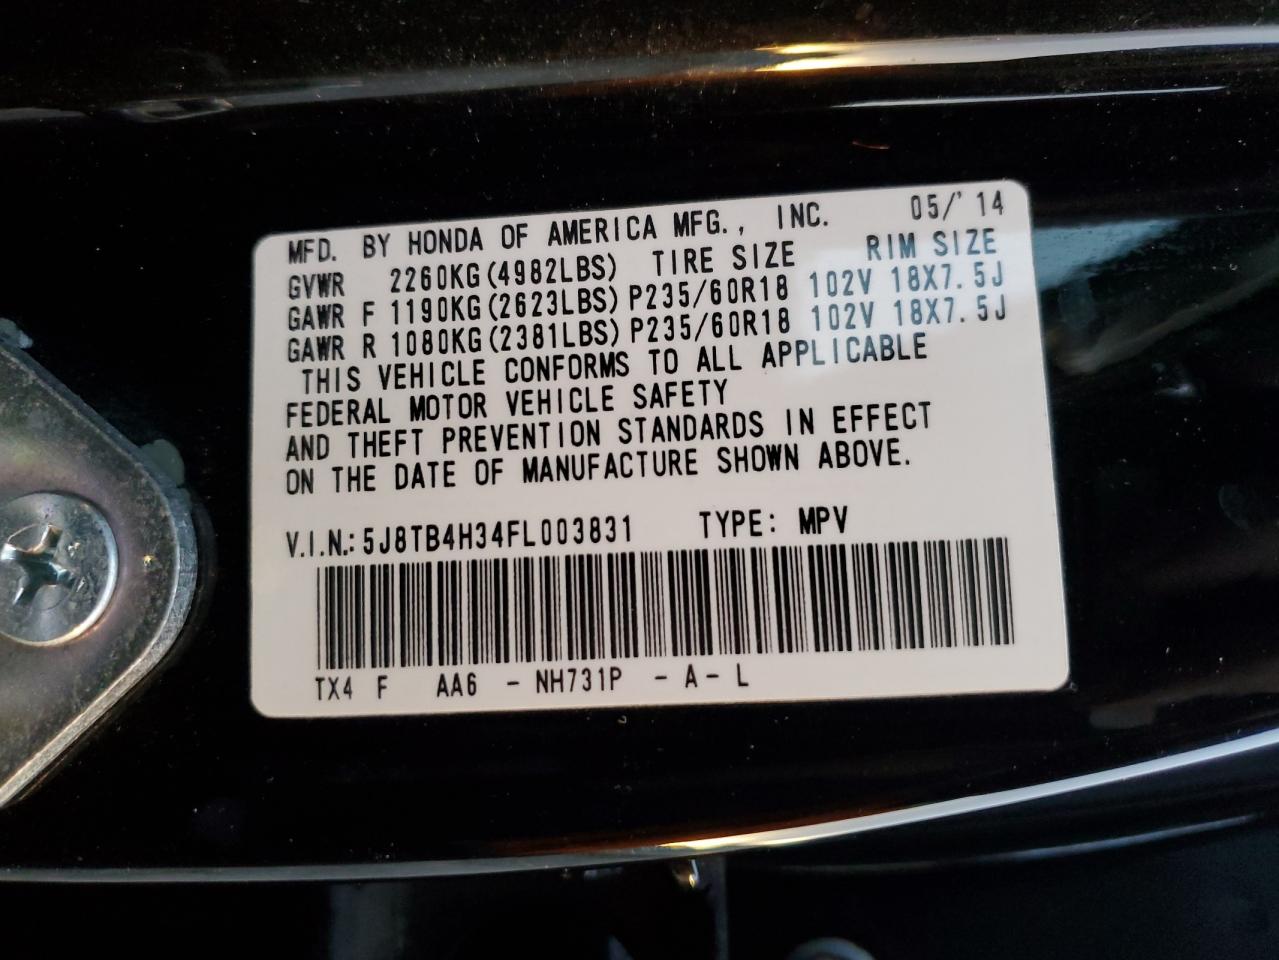 MFD. BY HONDA OF AMERICA MFG., INC. 05/'14
GVWR 2260KG(4982LBS) TIRE SIZE RIM SIZE
GAWR F 1190KG(2623LBS) P235/60R18 102V 18X7.5J
GAWR R 1080KG(2381LBS) P235/60R18 102V 18X7.5J
THIS VEHICLE CONFORMS TO ALL APPLICABLE
FEDERAL MOTOR VEHICLE SAFETY
AND THEFT PREVENTION STANDARDS IN EFFECT
ON THE DATE OF MANUFACTURE SHOWN ABOVE.
V.I.N.: 5J8TB4H34FL003831 TYPE: MPV
TX4 F AA6 - NH731P - A - L